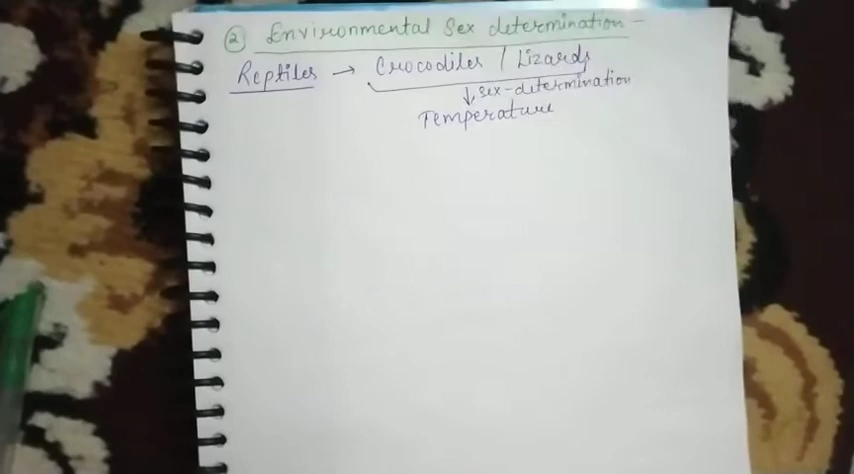 ② Environmental Sex determination -
Reptiles → Crocodiles / Lizards
↓ sex-determination
Temperature